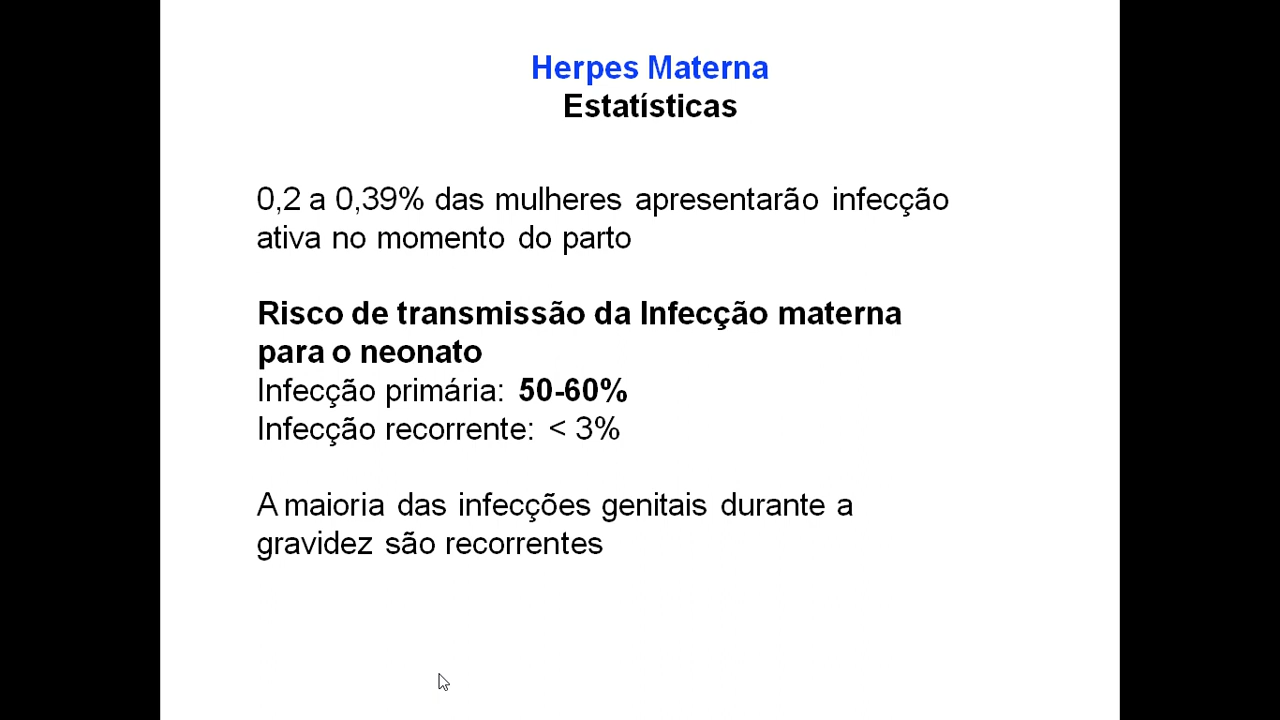 Herpes Materna
Estatísticas
0,2 a 0,39% das mulheres apresentarão infecção
ativa no momento do parto
Risco de transmissão da Infecção materna
para o neonato
Infecção primária: 50-60%
Infecção recorrente: < 3%
A maioria das infecções genitais durante a
gravidez são recorrentes